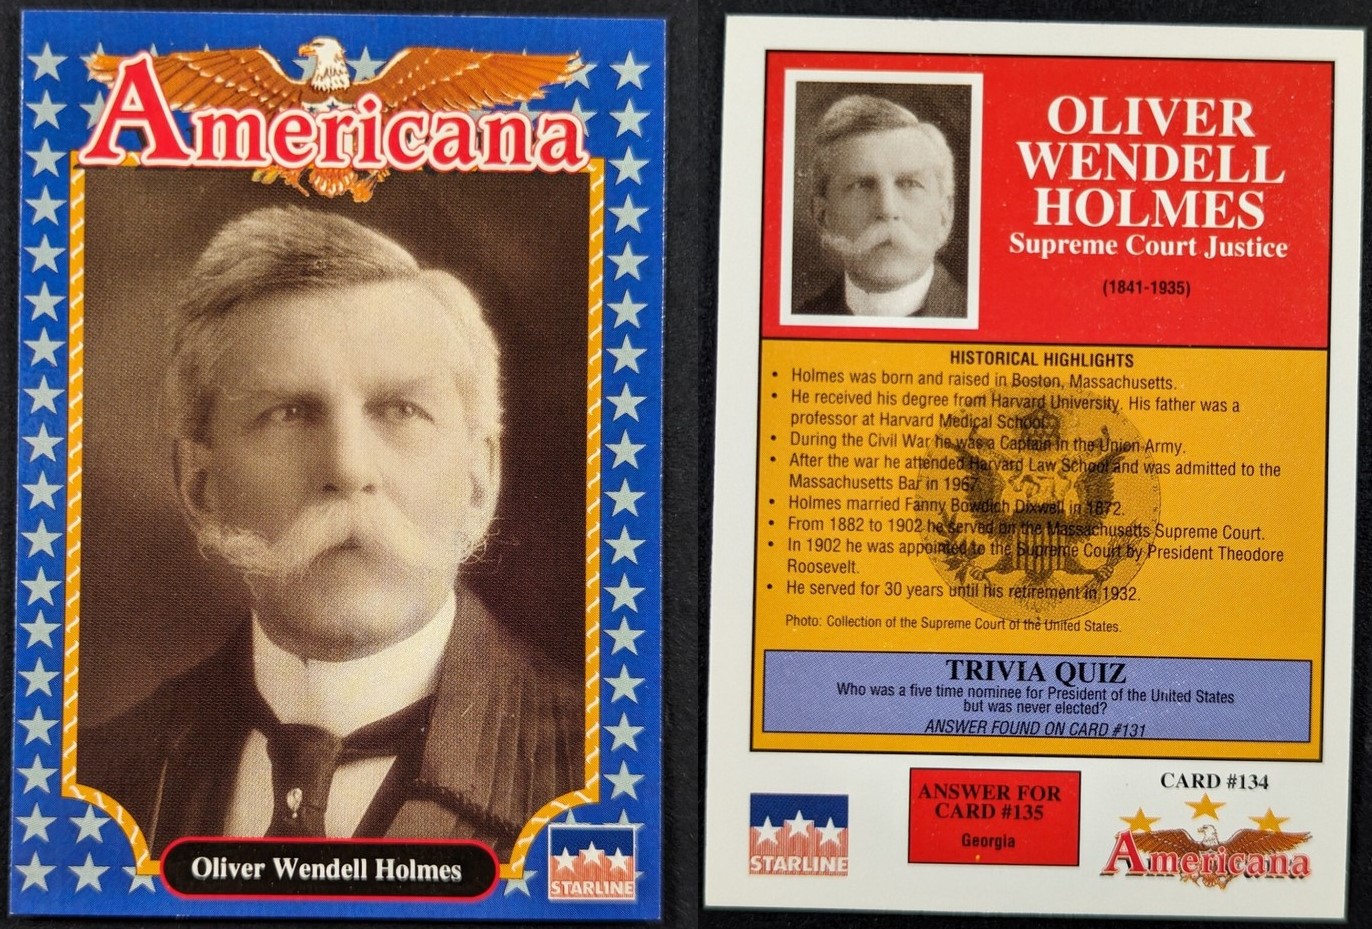 Americana
Oliver Wendell Holmes
STARLINE
OLIVER
WENDELL
HOLMES
Supreme Court Justice
(1841-1935)
HISTORICAL HIGHLIGHTS
• Holmes was born and raised in Boston, Massachusetts.
• He received his degree from Harvard University. His father was a
professor at Harvard Medical School.
• During the Civil War he was a Captain in the Union Army.
• After the war he attended Harvard Law School and was admitted to the
Massachusetts Bar in 1967.
• Holmes married Fanny Bowdich Dixwell in 1872.
• From 1882 to 1902 he served on the Massachusetts Supreme Court.
• In 1902 he was appointed to the Supreme Court by President Theodore
Roosevelt.
• He served for 30 years until his retirement in 1932.
Photo: Collection of the Supreme Court of the United States.
TRIVIA QUIZ
Who was a five time nominee for President of the United States
but was never elected?
ANSWER FOUND ON CARD #131
STARLINE
ANSWER FOR
CARD #135
Georgia
CARD #134
Americana